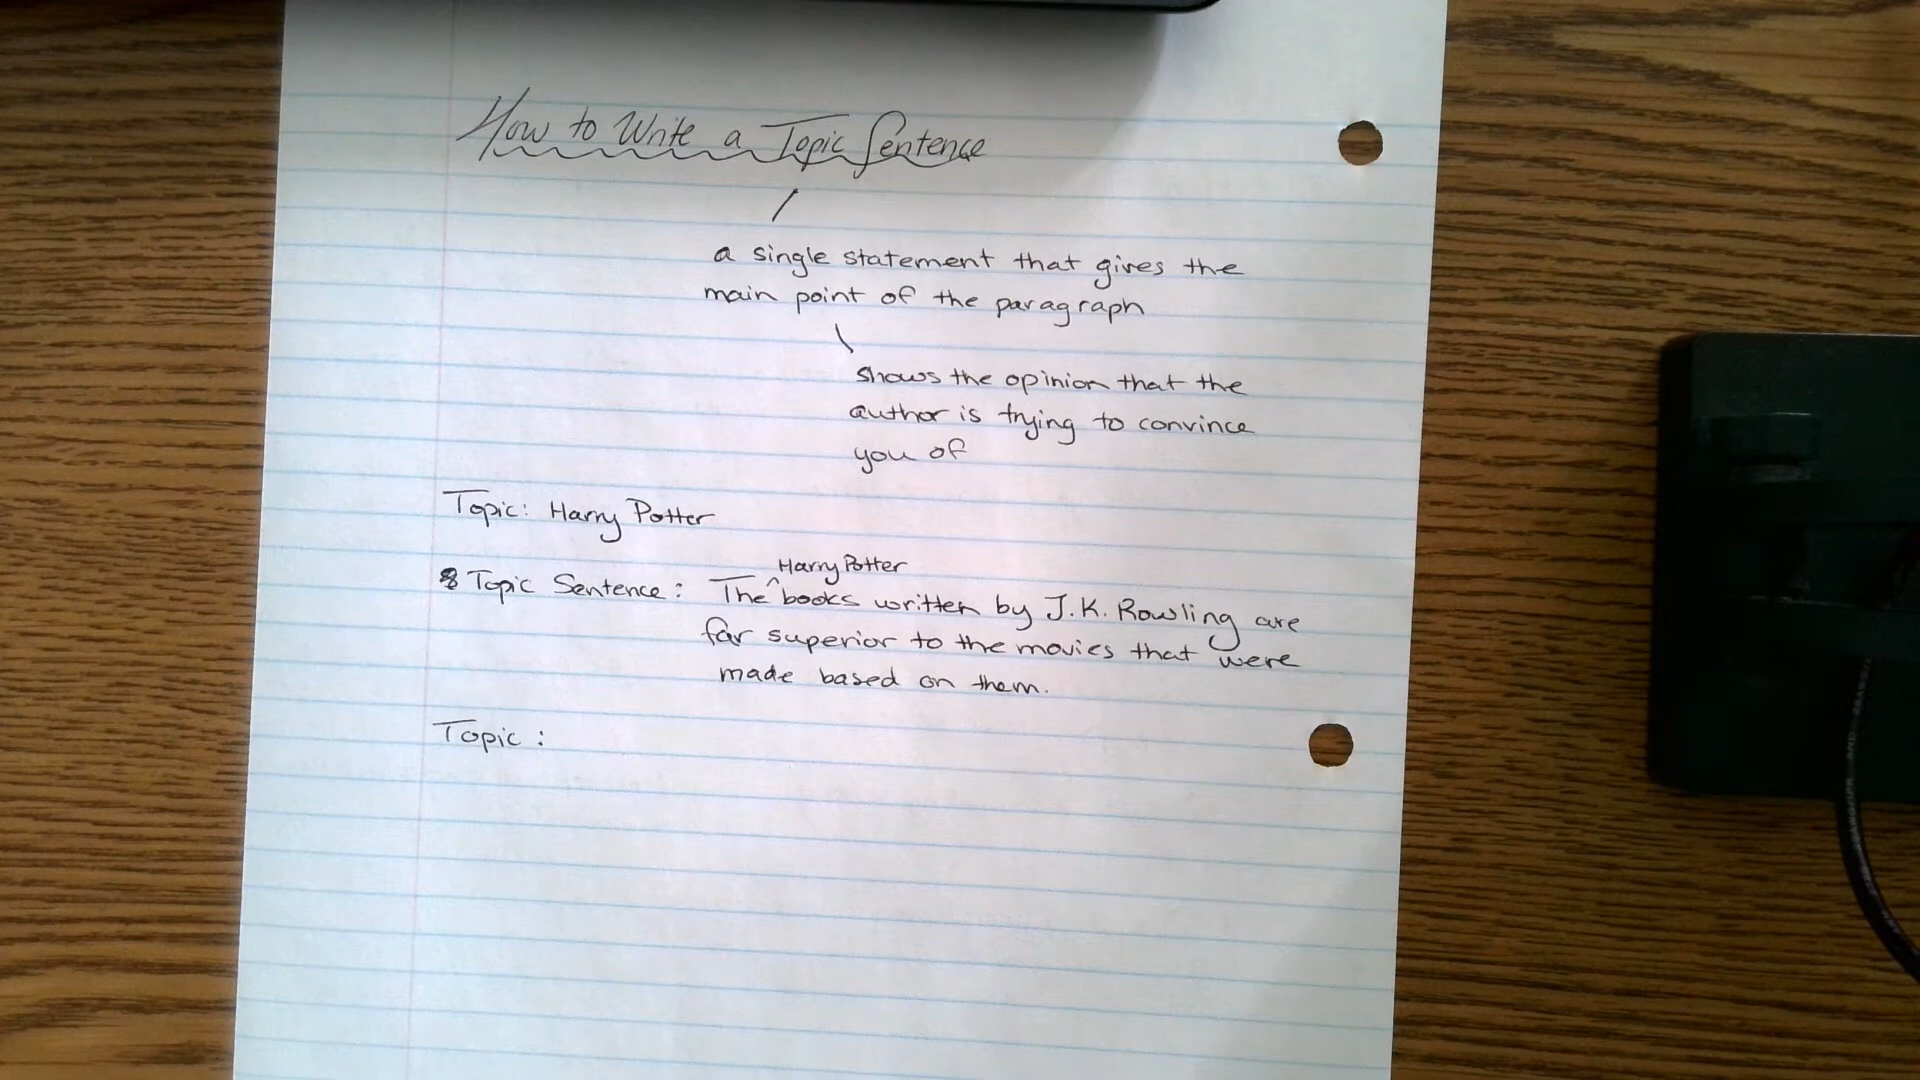 How to Write a Topic Sentence
a single statement that gives the
main point of the paragraph
shows the opinion that the
author is trying to convince
you of
Topic: Harry Potter
Harry Potter
Topic Sentence: The ^ books written by J.K. Rowling are
far superior to the movies that were
made based on them.
Topic: